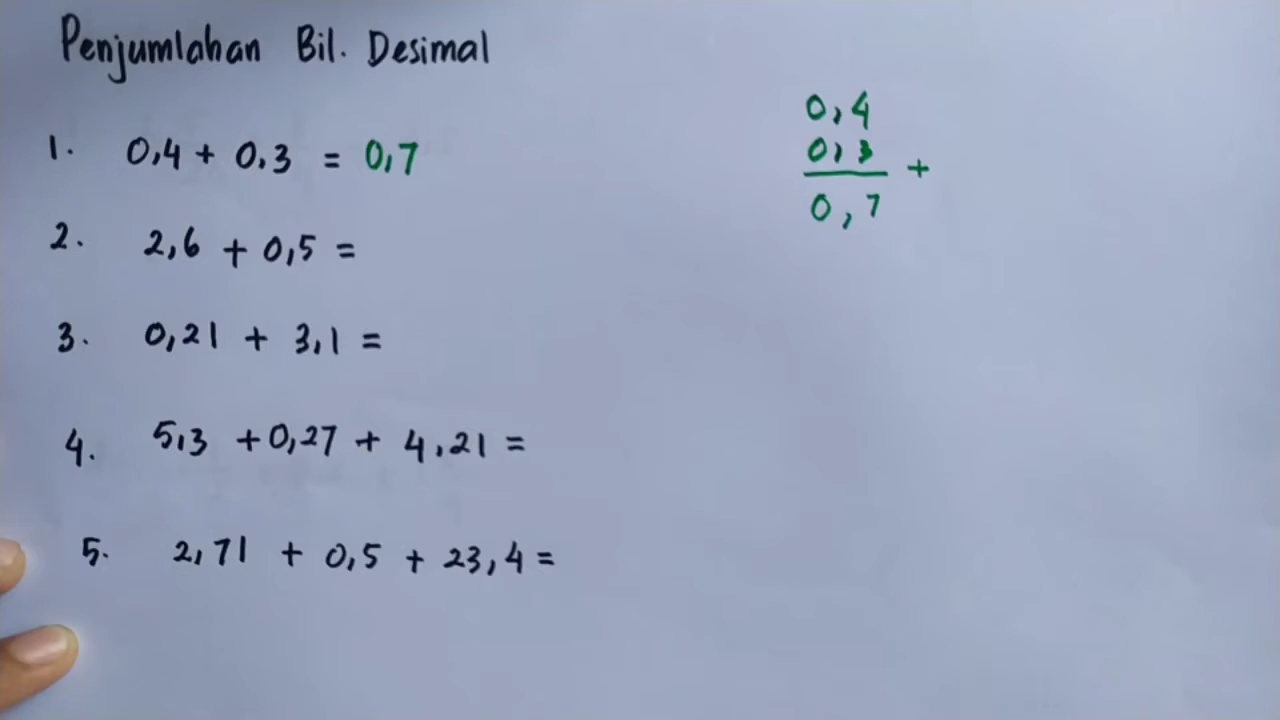 Penjumlahan Bil. Desimal
1. 0,4 + 0.3 = 0,7
2. 2,6 + 0,5 =
3. 0,21 + 3,1 =
4. 5,3 + 0,27 + 4,21 =
5. 2,71 + 0,5 + 23,4 =
0,4
0,3 +
0,7